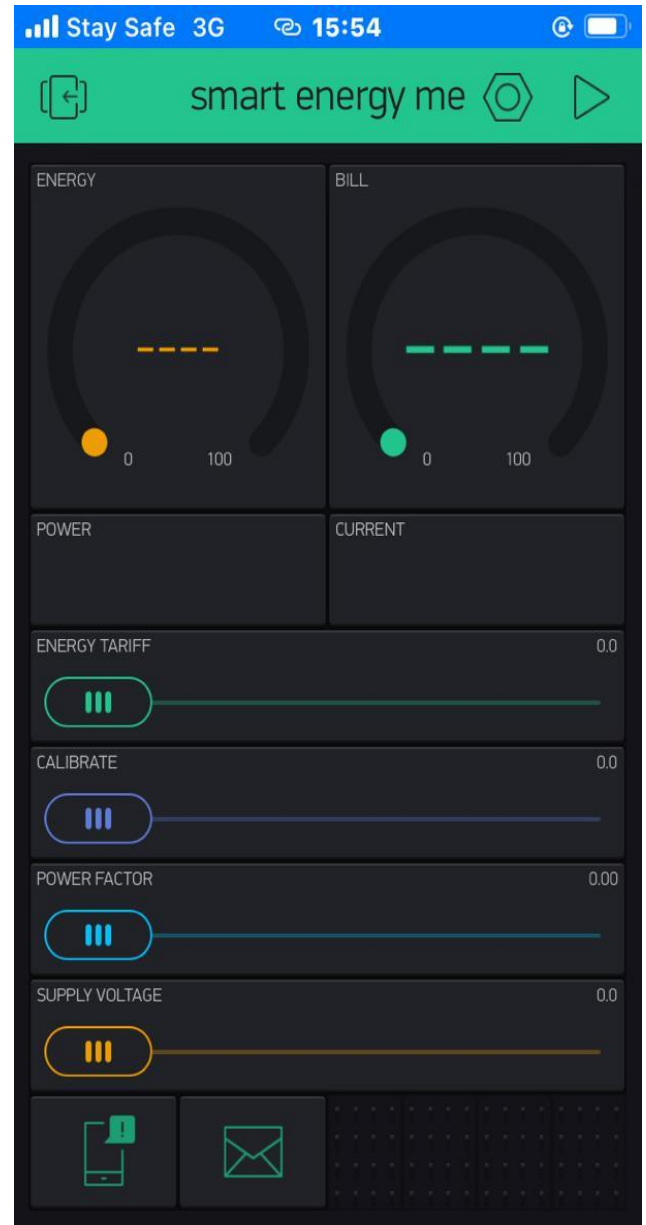 Stay Safe 3G 15:54
smart energy me
ENERGY BILL
---- ----
0 100 0 100
POWER CURRENT
ENERGY TARIFF 0.0
CALIBRATE 0.0
POWER FACTOR 0.00
SUPPLY VOLTAGE 0.0
!